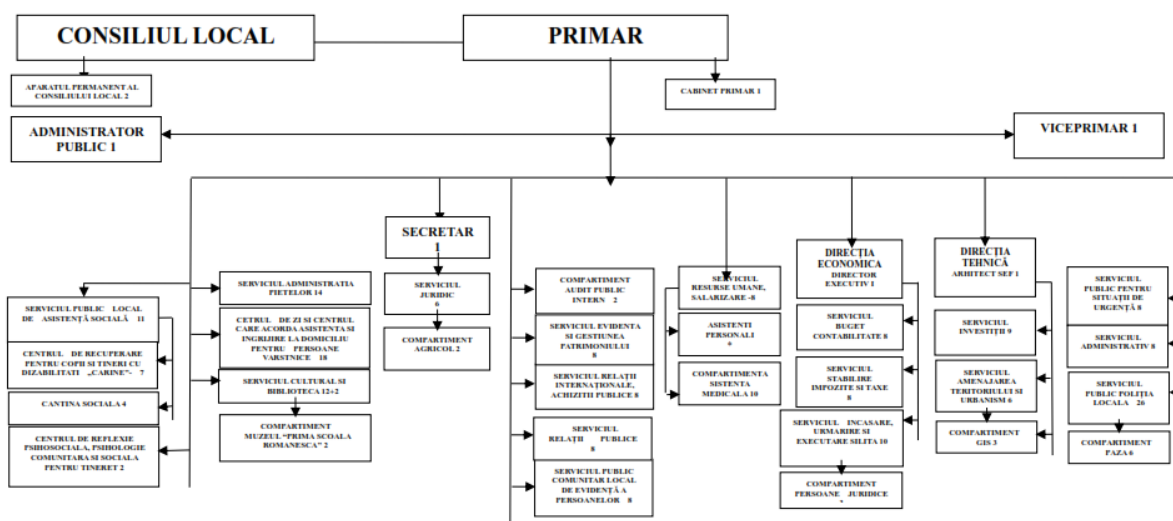 CONSILIUL LOCAL
PRIMAR
APARATUL PERMANENT AL
CONSILIULUI LOCAL 2
CABINET PRIMAR 1
ADMINISTRATOR
PUBLIC 1
VICEPRIMAR 1
SECRETAR
1
SERVICIUL
JURIDIC
6
COMPARTIMENT
AGRICOL 2
SERVICIUL PUBLIC LOCAL
DE ASISTENȚĂ SOCIALĂ 11
CENTRUL DE RECUPERARE
PENTRU COPII SI TINERI CU
DIZABILITATI „CARINE”- 7
CANTINA SOCIALA 4
CENTRUL DE REFLEXIE
PSIHOSOCIALA, PSIHOLOGIE
COMUNITARA SI SOCIALA
PENTRU TINERET 2
SERVICIUL ADMINISTRATIA
PIETELOR 14
CETRUL DE ZI SI CENTRUL
CARE ACORDA ASISTENTA SI
INGRIJIRE LA DOMICILIU
PENTRU PERSOANE
VARSTNICE 18
SERVICIUL CULTURAL SI
BIBLIOTECA 12+2
COMPARTIMENT
MUZEUL “PRIMA SCOALA
ROMANESCA” 2
COMPARTIMENT
AUDIT PUBLIC
INTERN 2
SERVICIUL EVIDENTA
SI GESTIUNEA
PATRIMONIULUI
8
SERVICIUL RELAȚII
INTERNAȚIONALE,
ACHIZITII PUBLICE 8
SERVICIUL
RELAȚII PUBLICE
8
SERVICIUL PUBLIC
COMUNITAR LOCAL
DE EVIDENȚĂ A
PERSOANELOR 8
SERVICIUL
RESURSE UMANE,
SALARIZARE -8
ASISTENTI
PERSONALI
6
COMPARTIMENTA
SISTENTA
MEDICALA 10
DIRECȚIA
ECONOMICA
DIRECTOR
EXECUTIV 1
SERVICIUL
BUGET
CONTABILITATE 8
SERVICIUL
STABILIRE
IMPOZITE SI TAXE
8
SERVICIUL INCASARE,
URMARIRE SI
EXECUTARE SILITA 10
COMPARTIMENT
PERSOANE JURIDICE
DIRECȚIA
TEHNICĂ
ARHITECT SEF 1
SERVICIUL
INVESTIȚII 9
SERVICIUL
AMENAJAREA
TERITORIULUI SI
URBANISM 6
COMPARTIMENT
GIS 3
SERVICIUL
PUBLIC PENTRU
SITUAȚII DE
URGENȚĂ 8
SERVICIUL
ADMINISTRATIV 8
SERVICIUL
PUBLIC POLIȚIA
LOCALA 26
COMPARTIMENT
PAZA 6